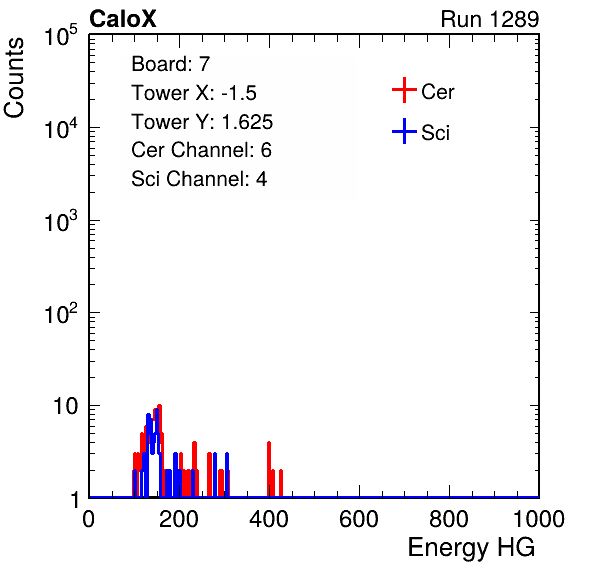 CaloX Run 1289
Counts
Board: 7
Tower X: -1.5
Tower Y: 1.625
Cer Channel: 6
Sci Channel: 4
Cer
Sci
10^5
10^4
10^3
10^2
10
1
0 200 400 600 800 1000
Energy HG